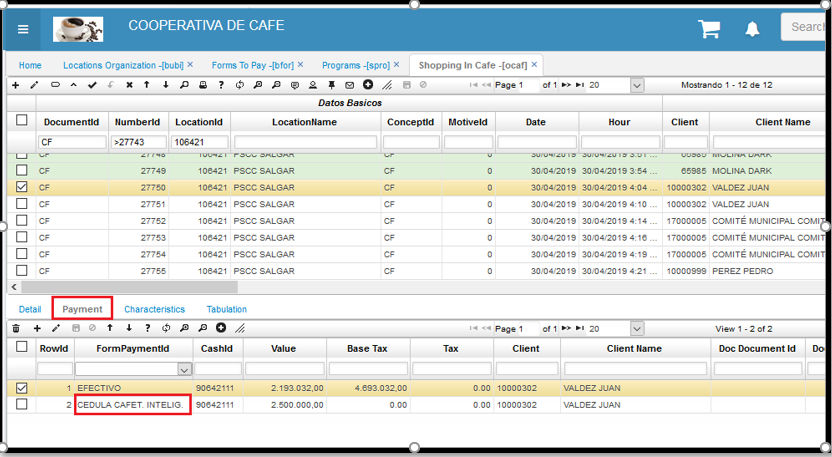 COOPERATIVA DE CAFE
Search
Home Locations Organization -[bubi] × Forms To Pay -[bfor] × Programs -[spro] × Shopping In Cafe -[ocaf] ×
Page 1 of 1 20 Mostrando 1 - 12 de 12
Datos Basicos
DocumentId NumberId LocationId LocationName ConceptId MotiveId Date Hour Client Client Name
CF >27743 106421
CF 27748 106421 PSCC SALGAR CF 0 30/04/2019 30/04/2019 3:51 ... 65985 MOLINA DARK
CF 27749 106421 PSCC SALGAR CF 0 30/04/2019 30/04/2019 3:54 ... 65985 MOLINA DARK
CF 27750 106421 PSCC SALGAR CF 0 30/04/2019 30/04/2019 4:04 ... 10000302 VALDEZ JUAN
CF 27751 106421 PSCC SALGAR CF 0 30/04/2019 30/04/2019 4:10 ... 10000302 VALDEZ JUAN
CF 27752 106421 PSCC SALGAR CF 0 30/04/2019 30/04/2019 4:14 ... 17000005 COMITÉ MUNICIPAL COMIT
CF 27753 106421 PSCC SALGAR CF 0 30/04/2019 30/04/2019 4:16 ... 17000005 COMITÉ MUNICIPAL COMIT
CF 27754 106421 PSCC SALGAR CF 0 30/04/2019 30/04/2019 4:19 ... 17000005 COMITÉ MUNICIPAL COMIT
CF 27755 106421 PSCC SALGAR CF 0 30/04/2019 30/04/2019 4:21 ... 10000999 PEREZ PEDRO
Detail Payment Characteristics Tabulation
Page 1 of 1 20 View 1 - 2 of 2
RowId FormPaymentId CashId Value Base Tax Tax Client Client Name Doc Document Id Do
1 EFECTIVO 90642111 2.193.032,00 4.693.032,00 0.00 10000302 VALDEZ JUAN
2 CEDULA CAFET. INTELIG. 90642111 2.500.000,00 0.00 0.00 10000302 VALDEZ JUAN